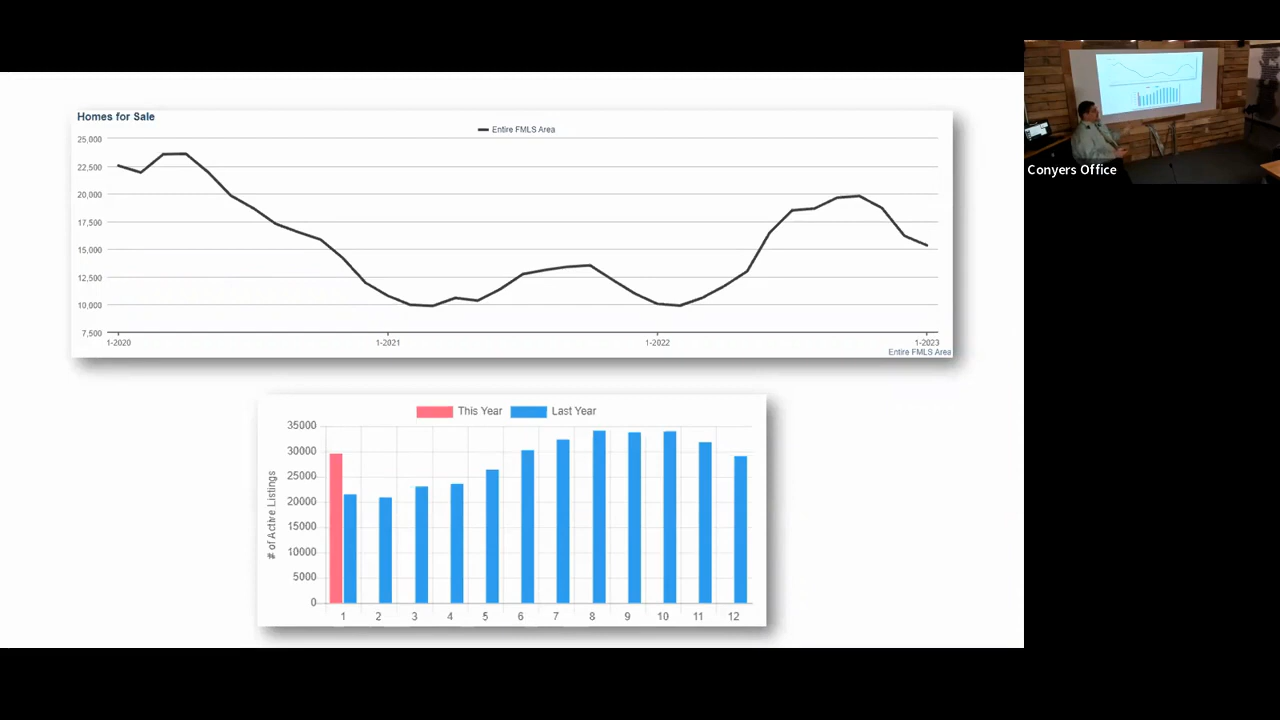 Homes for Sale
Entire FMLS Area
25,000
22,500
20,000
17,500
15,000
12,500
10,000
7,500
1-2020 1-2021 1-2022 1-2023
Entire FMLS Area
This Year Last Year
# of Active Listings
35000
30000
25000
20000
15000
10000
5000
0
1 2 3 4 5 6 7 8 9 10 11 12
Conyers Office